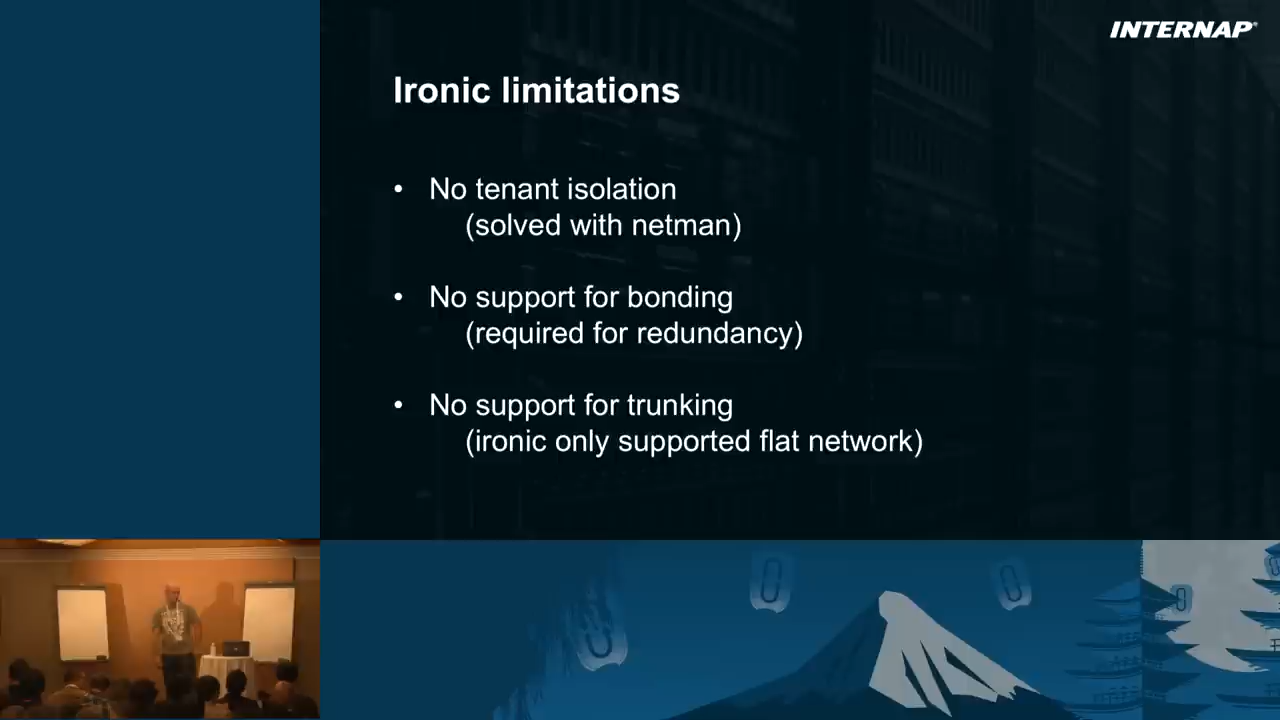 INTERNAP
Ironic limitations
• No tenant isolation
(solved with netman)
• No support for bonding
(required for redundancy)
• No support for trunking
(ironic only supported flat network)